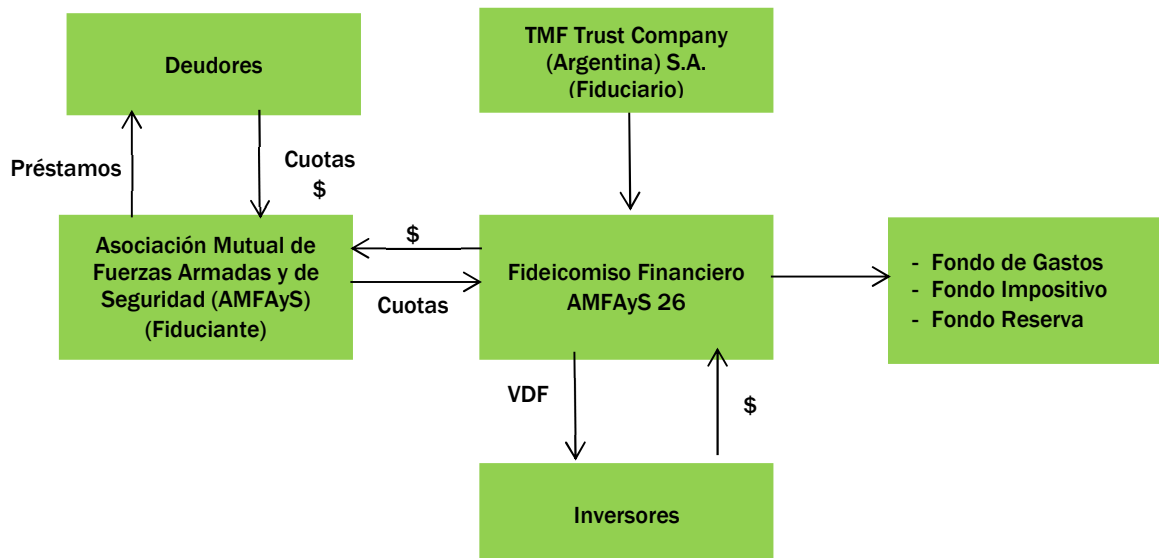 Deudores
TMF Trust Company
(Argentina) S.A.
(Fiduciario)
Préstamos
Cuotas
$
Asociación Mutual de
Fuerzas Armadas y de
Seguridad (AMFAyS)
(Fiduciante)
$
Cuotas
Fideicomiso Financiero
AMFAyS 26
- Fondo de Gastos
- Fondo Impositivo
- Fondo Reserva
VDF
$
Inversores